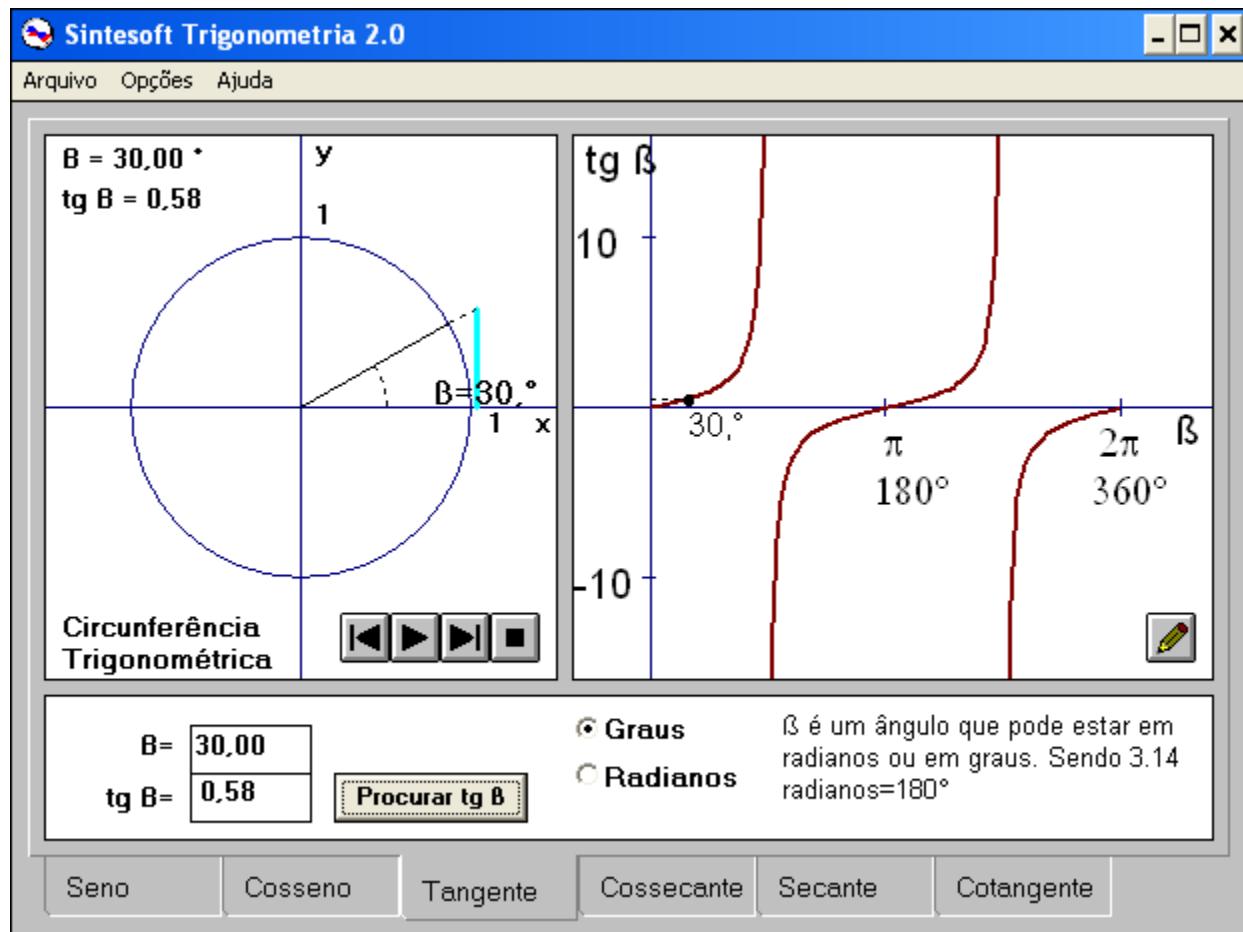 Sintesoft Trigonometria 2.0
Arquivo Opções Ajuda
B = 30,00 °
tg B = 0,58
y
1
B=30,°
1 x
Circunferência
Trigonométrica
tg ß
10
30,°
π 2π ß
180° 360°
-10
B= 30,00
tg B= 0,58
Procurar tg ß
Graus
Radianos
ß é um ângulo que pode estar em
radianos ou em graus. Sendo 3.14
radianos=180°
Seno Cosseno Tangente Cossecante Secante Cotangente